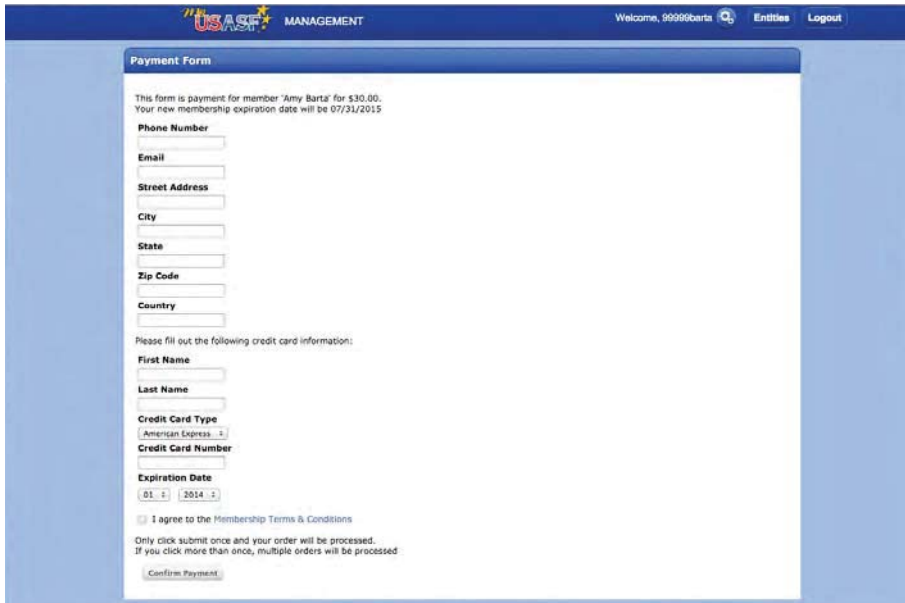 My USASF MANAGEMENT
Welcome, 99999barta Entities Logout
Payment Form
This form is payment for member 'Amy Barta' for $30.00.
Your new membership expiration date will be 07/31/2015
Phone Number
Email
Street Address
City
State
Zip Code
Country
Please fill out the following credit card information:
First Name
Last Name
Credit Card Type
American Express
Credit Card Number
Expiration Date
01 2014
I agree to the Membership Terms & Conditions
Only click submit once and your order will be processed.
If you click more than once, multiple orders will be processed
Confirm Payment